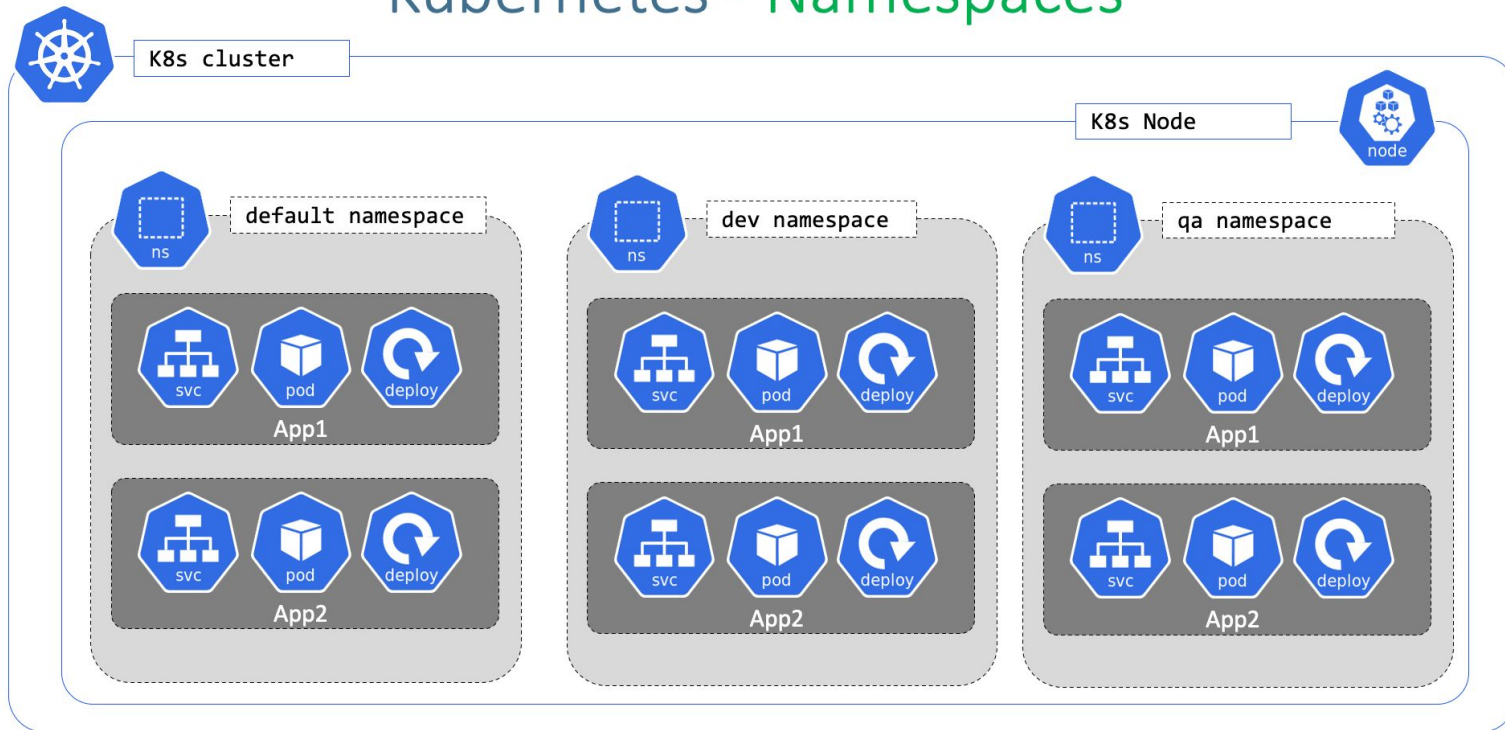 Kubernetes - Namespaces
K8s cluster
K8s Node
node
default namespace
ns
svc pod deploy
App1
svc pod deploy
App2
dev namespace
ns
svc pod deploy
App1
svc pod deploy
App2
qa namespace
ns
svc pod deploy
App1
svc pod deploy
App2